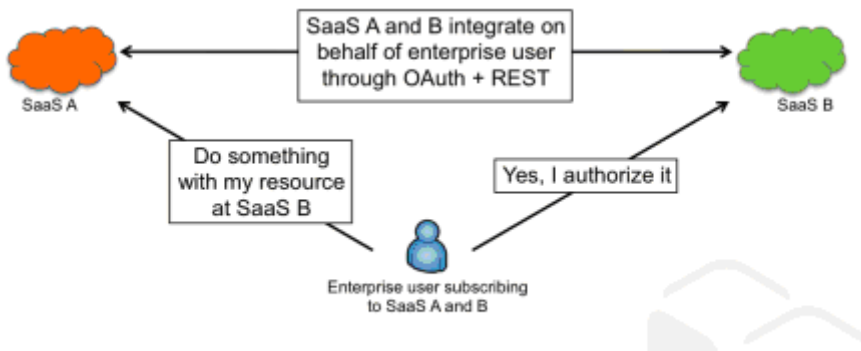 SaaS A and B integrate on
behalf of enterprise user
through OAuth + REST
SaaS A
SaaS B
Do something
with my resource
at SaaS B
Yes, I authorize it
Enterprise user subscribing
to SaaS A and B